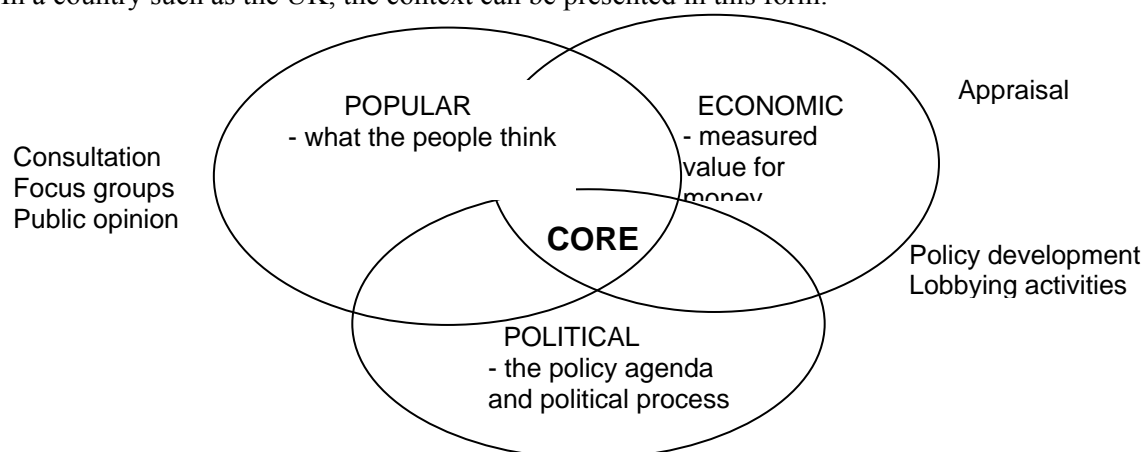 In a country such as the UK, the context can be presented in this form:
POPULAR
- what the people think
ECONOMIC
- measured
value for
money
Appraisal
Consultation
Focus groups
Public opinion
CORE
Policy development
Lobbying activities
POLITICAL
- the policy agenda
and political process